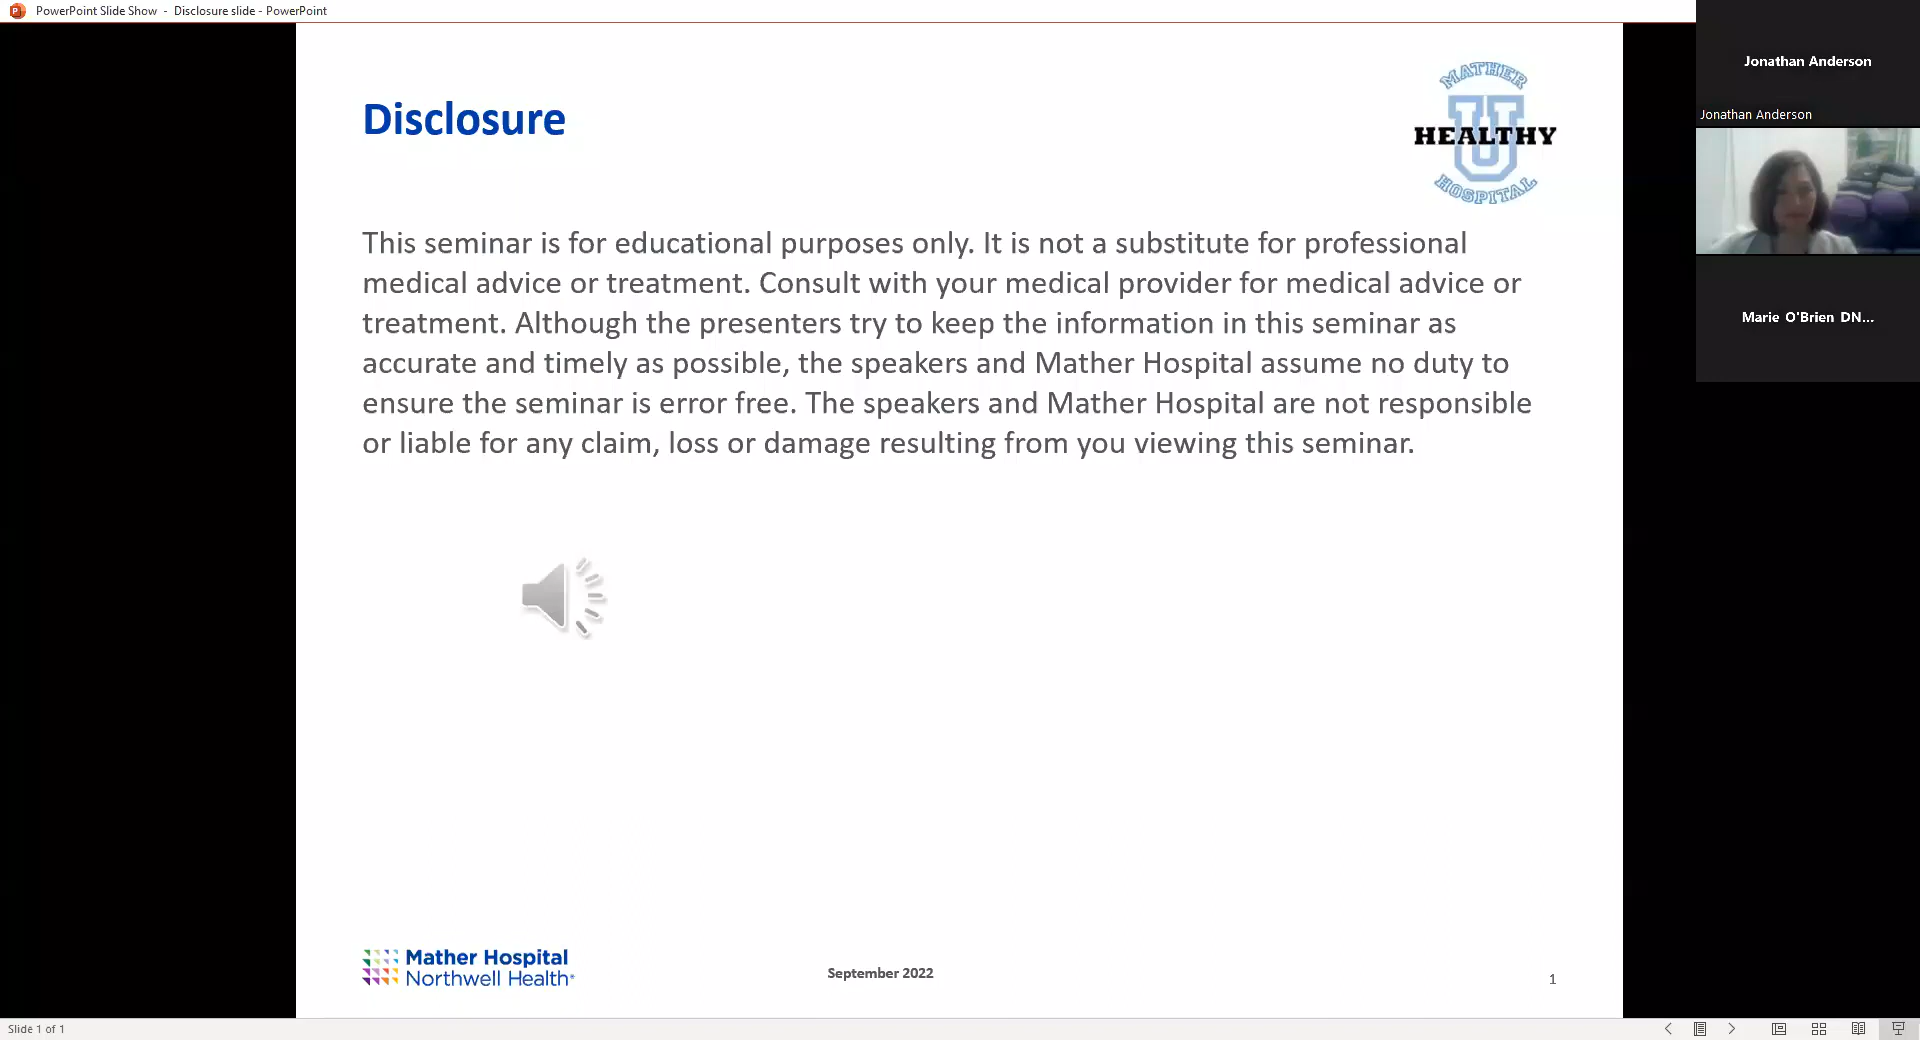 PowerPoint Slide Show - Disclosure slide - PowerPoint
Jonathan Anderson
Jonathan Anderson
Marie O'Brien DN...
Disclosure
MATHER
U
HEALTHY
HOSPITAL
This seminar is for educational purposes only. It is not a substitute for professional
medical advice or treatment. Consult with your medical provider for medical advice or
treatment. Although the presenters try to keep the information in this seminar as
accurate and timely as possible, the speakers and Mather Hospital assume no duty to
ensure the seminar is error free. The speakers and Mather Hospital are not responsible
or liable for any claim, loss or damage resulting from you viewing this seminar.
Mather Hospital
Northwell Health®
September 2022
1
Slide 1 of 1